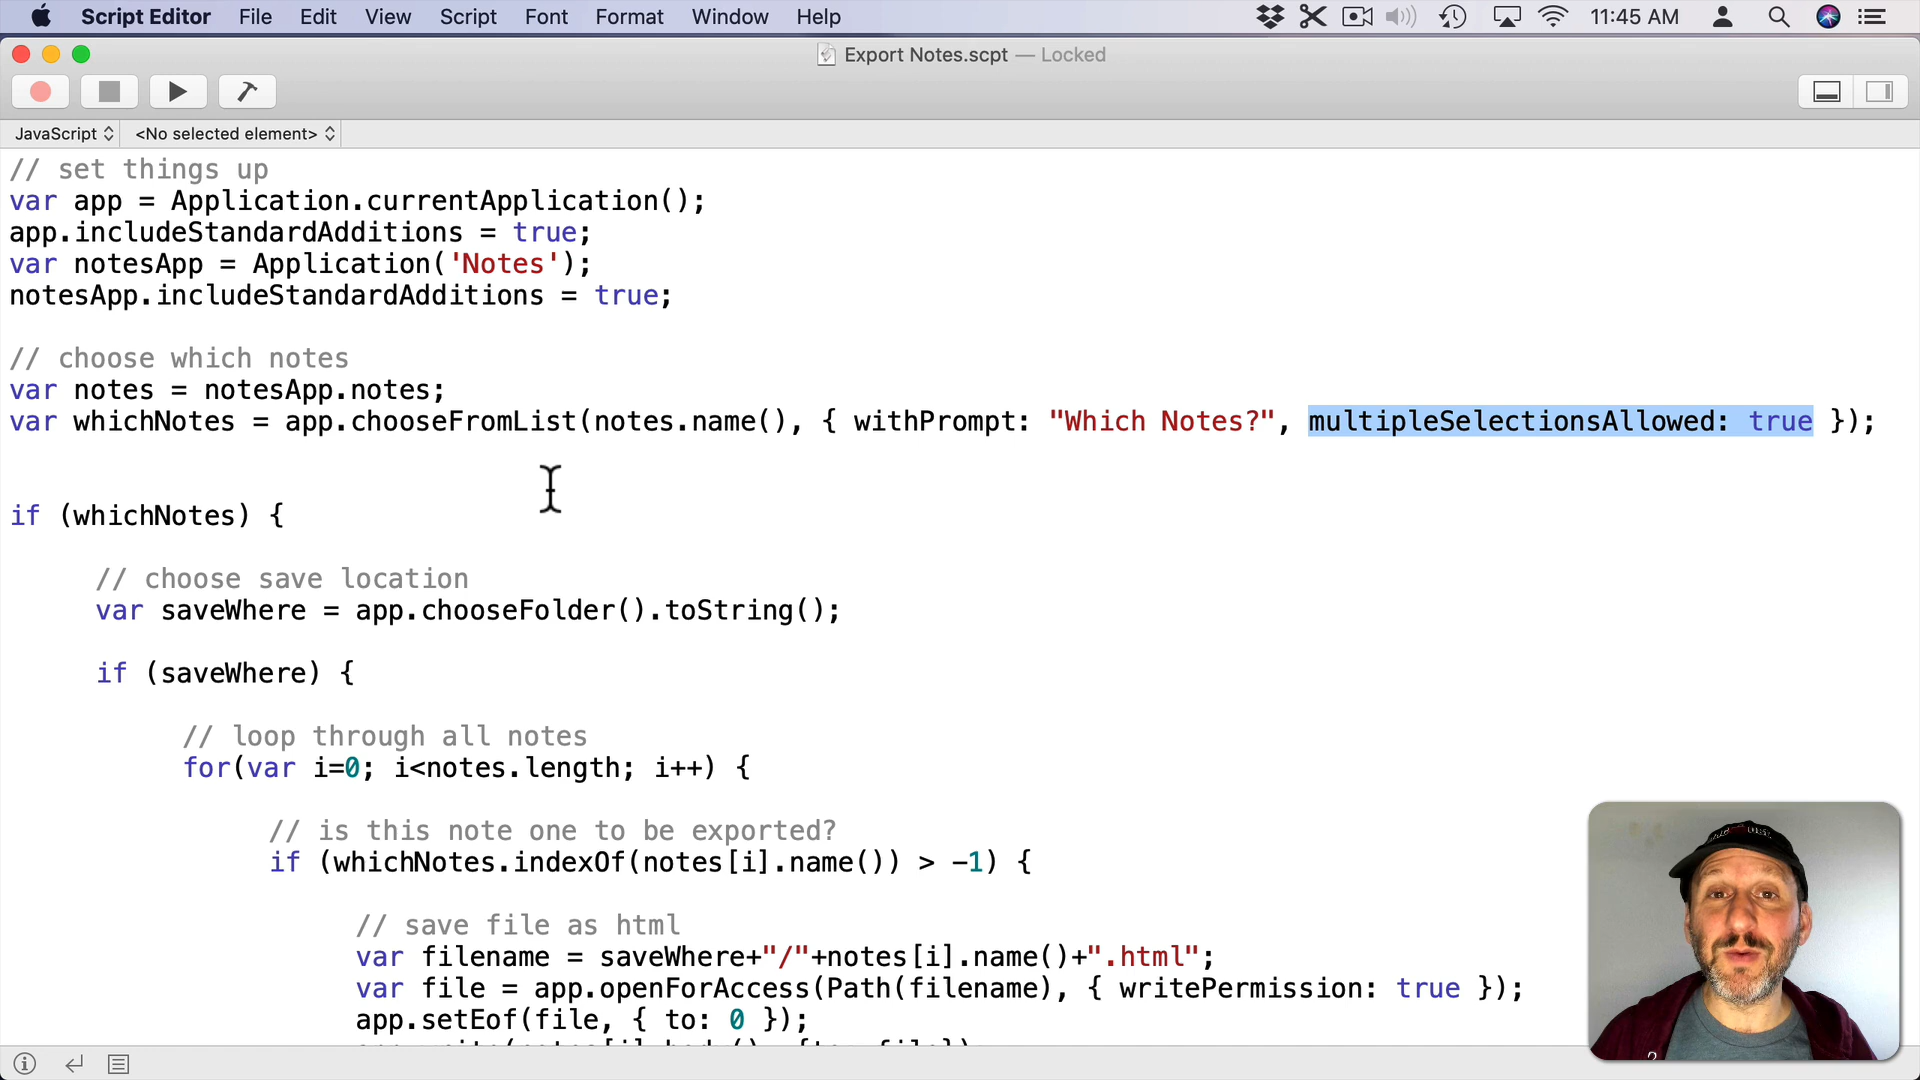 Script Editor File Edit View Script Font Format Window Help 11:45 AM
Export Notes.scpt — Locked
JavaScript <No selected element>
// set things up
var app = Application.currentApplication();
app.includeStandardAdditions = true;
var notesApp = Application('Notes');
notesApp.includeStandardAdditions = true;
// choose which notes
var notes = notesApp.notes;
var whichNotes = app.chooseFromList(notes.name(), { withPrompt: "Which Notes?", multipleSelectionsAllowed: true });
if (whichNotes) {
// choose save location
var saveWhere = app.chooseFolder().toString();
if (saveWhere) {
// loop through all notes
for(var i=0; i<notes.length; i++) {
// is this note one to be exported?
if (whichNotes.indexOf(notes[i].name()) > -1) {
// save file as html
var filename = saveWhere+"/"+notes[i].name()+".html";
var file = app.openForAccess(Path(filename), { writePermission: true });
app.setEof(file, { to: 0 });